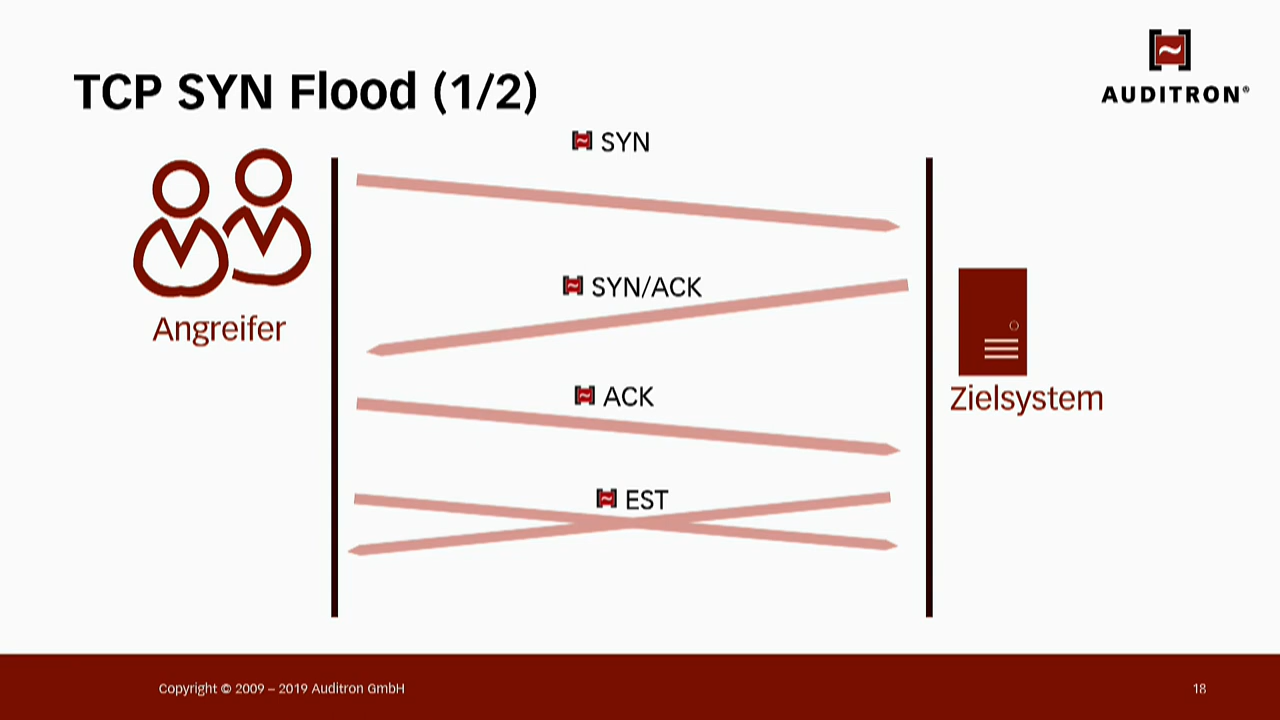 AUDITRON®
TCP SYN Flood (1/2)
SYN
SYN/ACK
Angreifer
Zielsystem
ACK
EST
Copyright © 2009 – 2019 Auditron GmbH
18